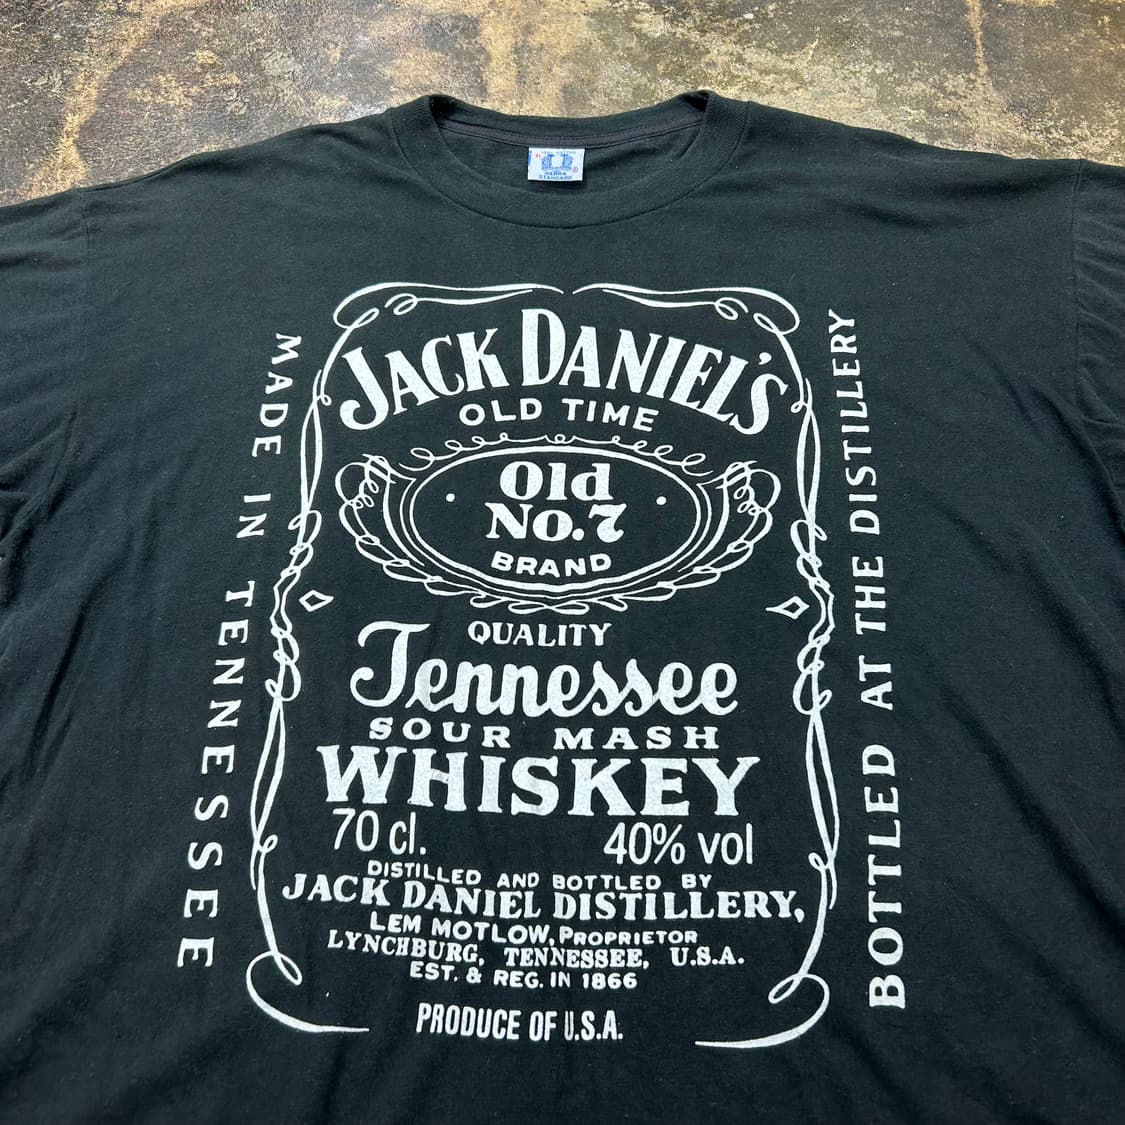 JACK DANIEL'S
OLD TIME
Old
No.7
BRAND
QUALITY
Tennessee
SOUR MASH
WHISKEY
70 cl. 40% vol
DISTILLED AND BOTTLED BY
JACK DANIEL DISTILLERY,
LEM MOTLOW, PROPRIETOR
LYNCHBURG, TENNESSEE, U.S.A.
EST. & REG. IN 1866
PRODUCE OF U.S.A.
MADE IN TENNESSEE
BOTTLED AT THE DISTILLERY